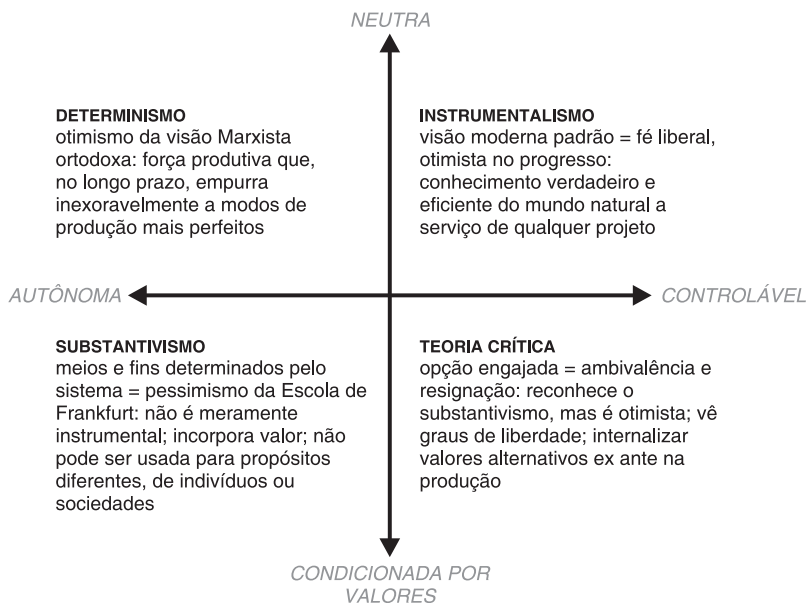 NEUTRA
DETERMINISMO
otimismo da visão Marxista
ortodoxa: força produtiva que,
no longo prazo, empurra
inexoravelmente a modos de
produção mais perfeitos
INSTRUMENTALISMO
visão moderna padrão = fé liberal,
otimista no progresso:
conhecimento verdadeiro e
eficiente do mundo natural a
serviço de qualquer projeto
AUTÔNOMA
CONTROLÁVEL
SUBSTANTIVISMO
meios e fins determinados pelo
sistema = pessimismo da Escola de
Frankfurt: não é meramente
instrumental; incorpora valor; não
pode ser usada para propósitos
diferentes, de indivíduos ou
sociedades
TEORIA CRÍTICA
opção engajada = ambivalência e
resignação: reconhece o
substantivismo, mas é otimista; vê
graus de liberdade; internalizar
valores alternativos ex ante na
produção
CONDICIONADA POR
VALORES